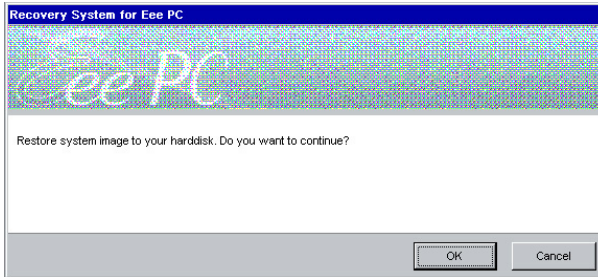 Recovery System for Eee PC
Eee PC
Restore system image to your harddisk. Do you want to continue?
OK
Cancel